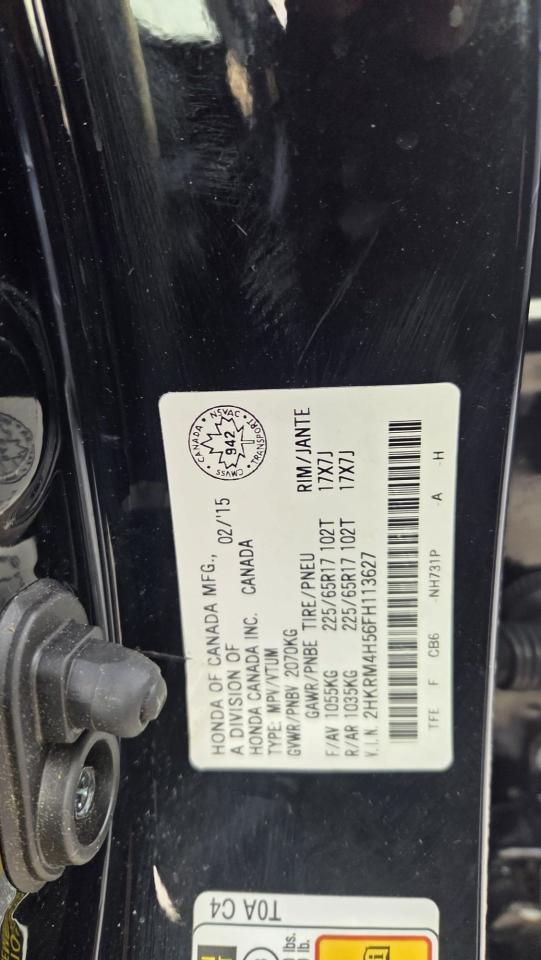 HONDA OF CANADA MFG., 02/'15
A DIVISION OF
HONDA CANADA INC. CANADA
TYPE: MPV/VTUM
GVWR/PNBV 2070KG
GAWR/PNBE TIRE/PNEU RIM/JANTE
F/AV 1055KG 225/65R17 102T 17X7J
R/AR 1035KG 225/65R17 102T 17X7J
V.I.N. 2HKRM4H56FH113627
TFE F CB6 -NH731P -A -H
CANADA • NSVAC • TRANSPORT • CMVSS
942
T0A C4
lbs.
lb.